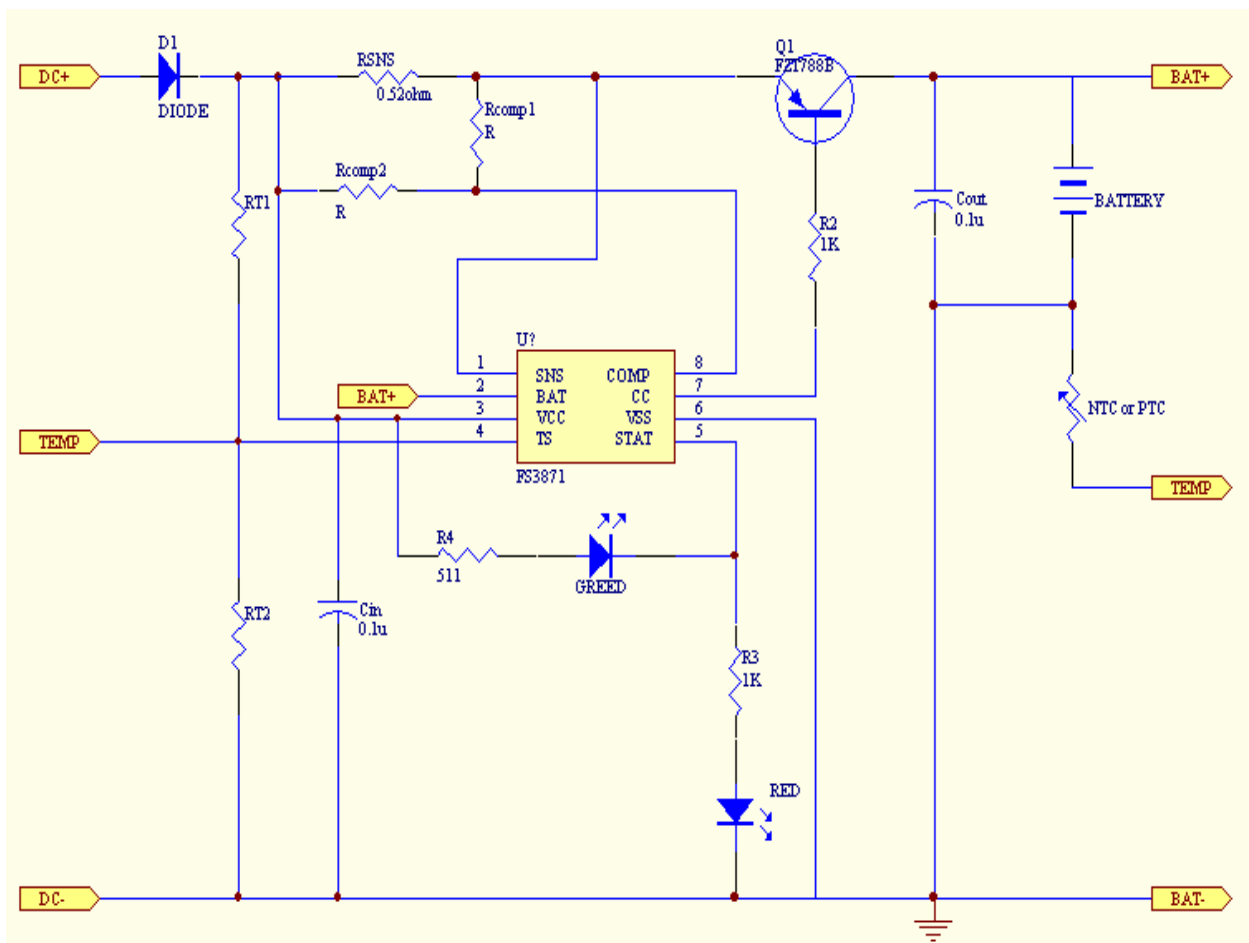 D1
DC+
DIODE
RSNS
0.52ohm
Q1
FZT788B
BAT+
Rcomp1
R
Rcomp2
R
RT1
R2
1K
Cout
0.1u
BATTERY
U?
1 SNS COMP 8
BAT+ 2 BAT CC 7
3 VCC VSS 6
TEMP 4 TS STAT 5
FS3871
NTC or PTC
TEMP
R4
511
GREED
RT2
Cin
0.1u
R3
1K
RED
DC-
BAT-